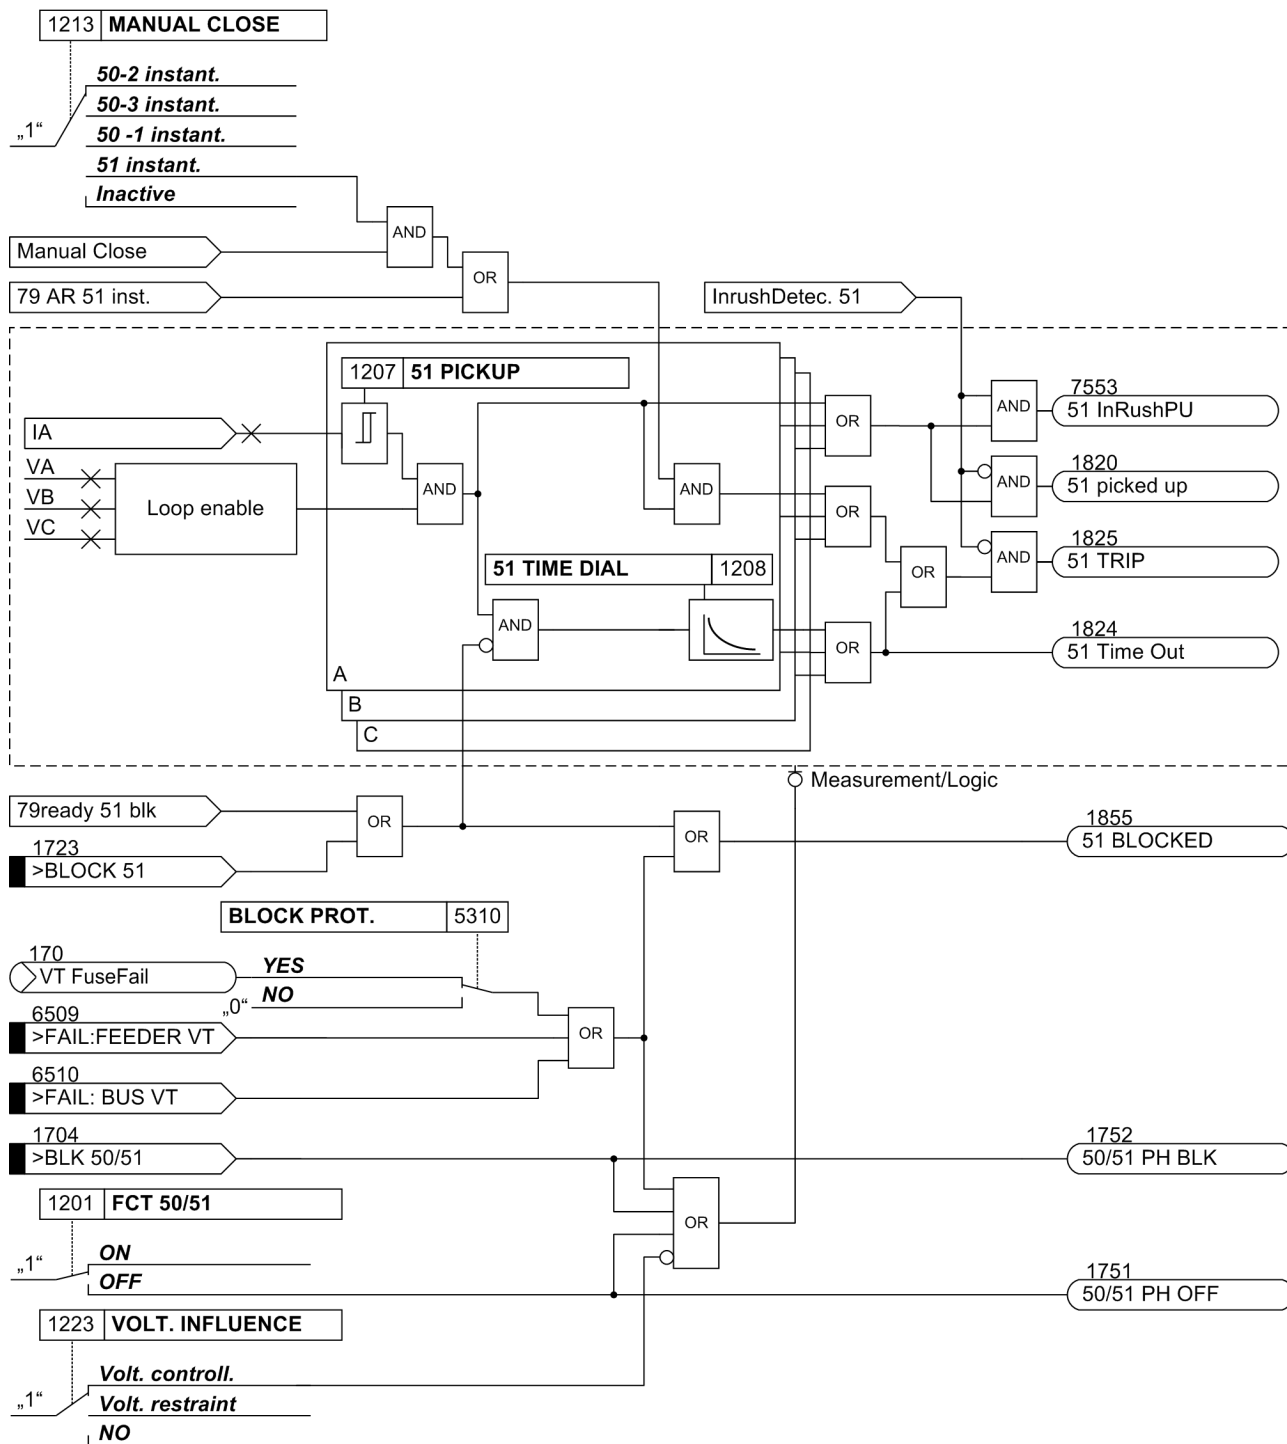 1213 MANUAL CLOSE
50-2 instant.
50-3 instant.
„1“
50 -1 instant.
51 instant.
Inactive
AND
Manual Close
OR
79 AR 51 inst.
InrushDetec. 51
1207 51 PICKUP
7553
AND
51 InRushPU
OR
IA
VA
1820
AND
51 picked up
AND
AND
VB
Loop enable
OR
VC
1825
AND
51 TRIP
51 TIME DIAL 1208
OR
AND
1824
OR
51 Time Out
A
B
C
Measurement/Logic
79ready 51 blk
OR
1855
OR
51 BLOCKED
1723
>BLOCK 51
BLOCK PROT. 5310
170
VT FuseFail
YES
„0“
NO
6509
>FAIL:FEEDER VT
OR
6510
>FAIL: BUS VT
1704
>BLK 50/51
1752
50/51 PH BLK
1201 FCT 50/51
OR
„1“
ON
OFF
1751
50/51 PH OFF
1223 VOLT. INFLUENCE
Volt. controll.
„1“
Volt. restraint
NO